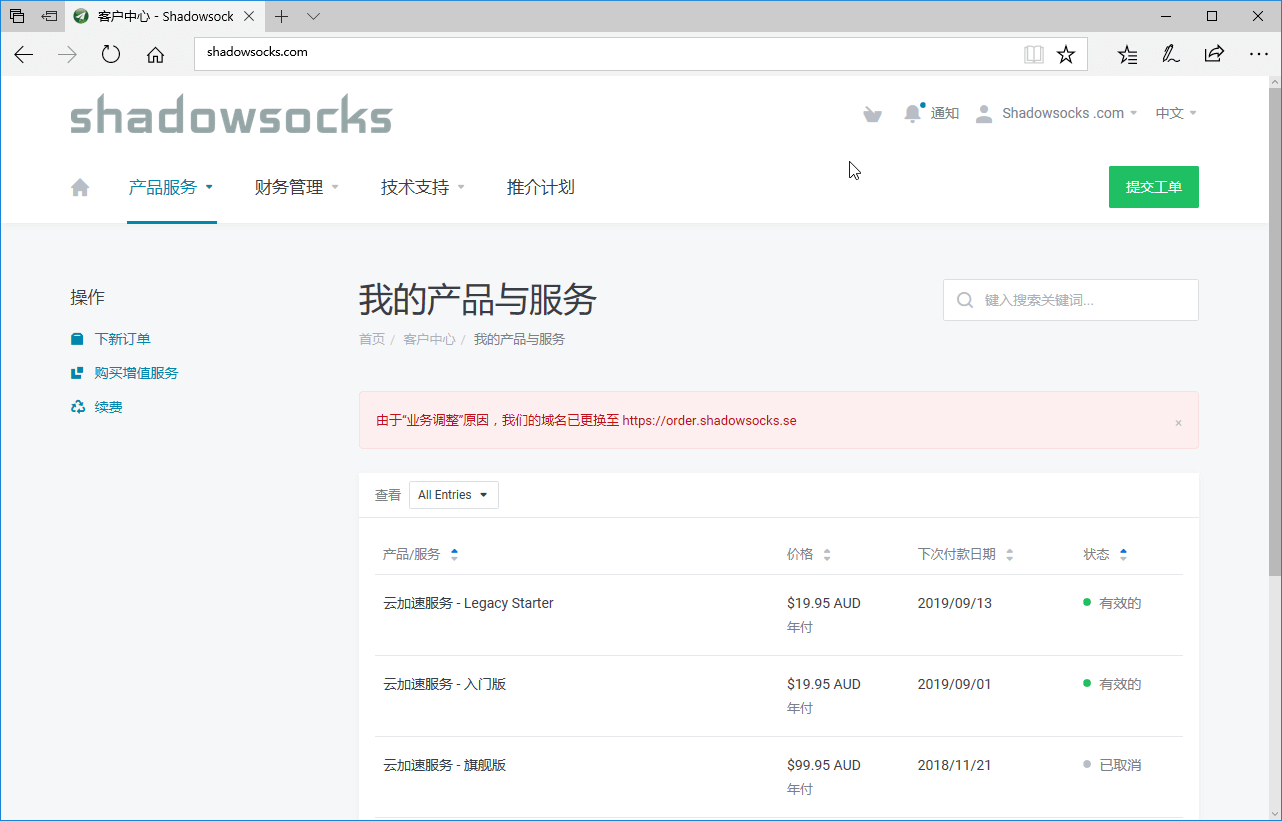 客户中心 - Shadowsock
shadowsocks.com
shadowsocks
通知
Shadowsocks .com
中文
产品服务
财务管理
技术支持
推介计划
提交工单
操作
下新订单
购买增值服务
续费
我的产品与服务
首页 / 客户中心 / 我的产品与服务
键入搜索关键词...
由于“业务调整”原因，我们的域名已更换至 https://order.shadowsocks.se
×
查看 All Entries
产品/服务 价格 下次付款日期 状态
云加速服务 - Legacy Starter $19.95 AUD 2019/09/13 有效的
年付
云加速服务 - 入门版 $19.95 AUD 2019/09/01 有效的
年付
云加速服务 - 旗舰版 $99.95 AUD 2018/11/21 已取消
年付